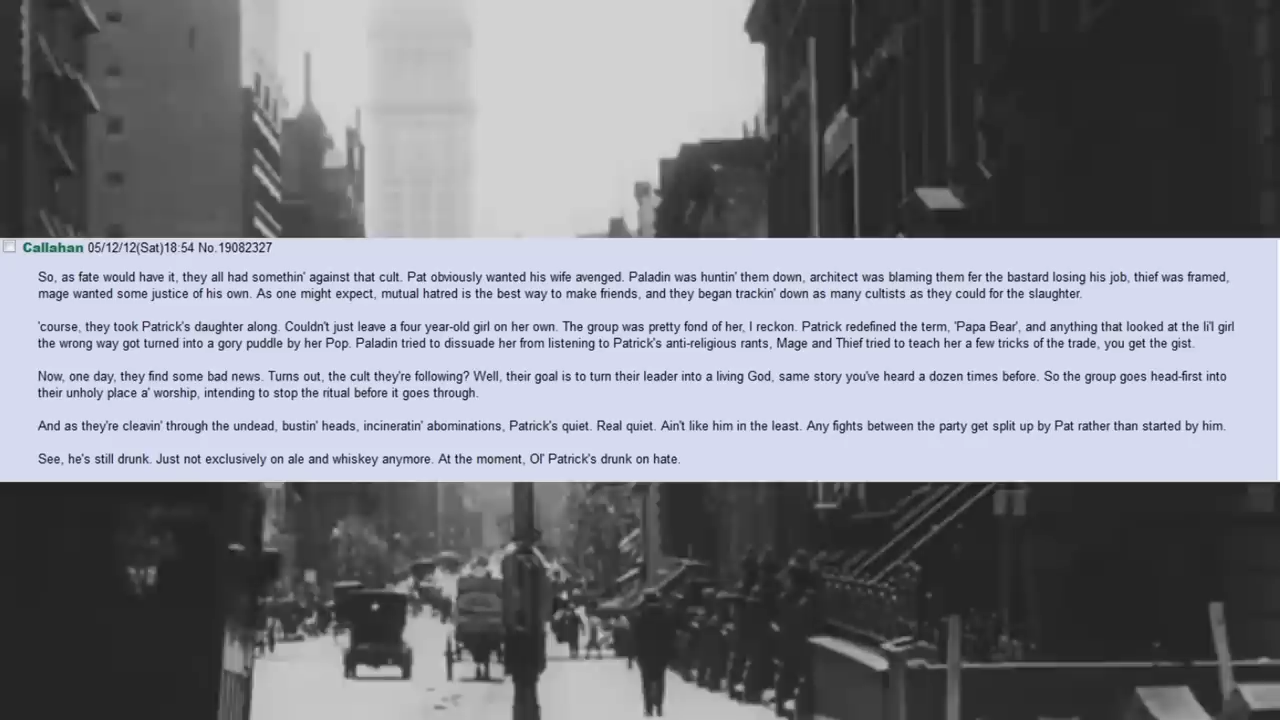 Callahan 05/12/12(Sat)18:54 No.19082327
So, as fate would have it, they all had somethin' against that cult. Pat obviously wanted his wife avenged. Paladin was huntin' them down, architect was blaming them fer the bastard losing his job, thief was framed,
mage wanted some justice of his own. As one might expect, mutual hatred is the best way to make friends, and they began trackin' down as many cultists as they could for the slaughter.
'course, they took Patrick's daughter along. Couldn't just leave a four year-old girl on her own. The group was pretty fond of her, I reckon. Patrick redefined the term, 'Papa Bear', and anything that looked at the li'l girl
the wrong way got turned into a gory puddle by her Pop. Paladin tried to dissuade her from listening to Patrick's anti-religious rants, Mage and Thief tried to teach her a few tricks of the trade, you get the gist.
Now, one day, they find some bad news. Turns out, the cult they're following? Well, their goal is to turn their leader into a living God, same story you've heard a dozen times before. So the group goes head-first into
their unholy place a' worship, intending to stop the ritual before it goes through.
And as they're cleavin' through the undead, bustin' heads, incineratin' abominations, Patrick's quiet. Real quiet. Ain't like him in the least. Any fights between the party get split up by Pat rather than started by him.
See, he's still drunk. Just not exclusively on ale and whiskey anymore. At the moment, Ol' Patrick's drunk on hate.